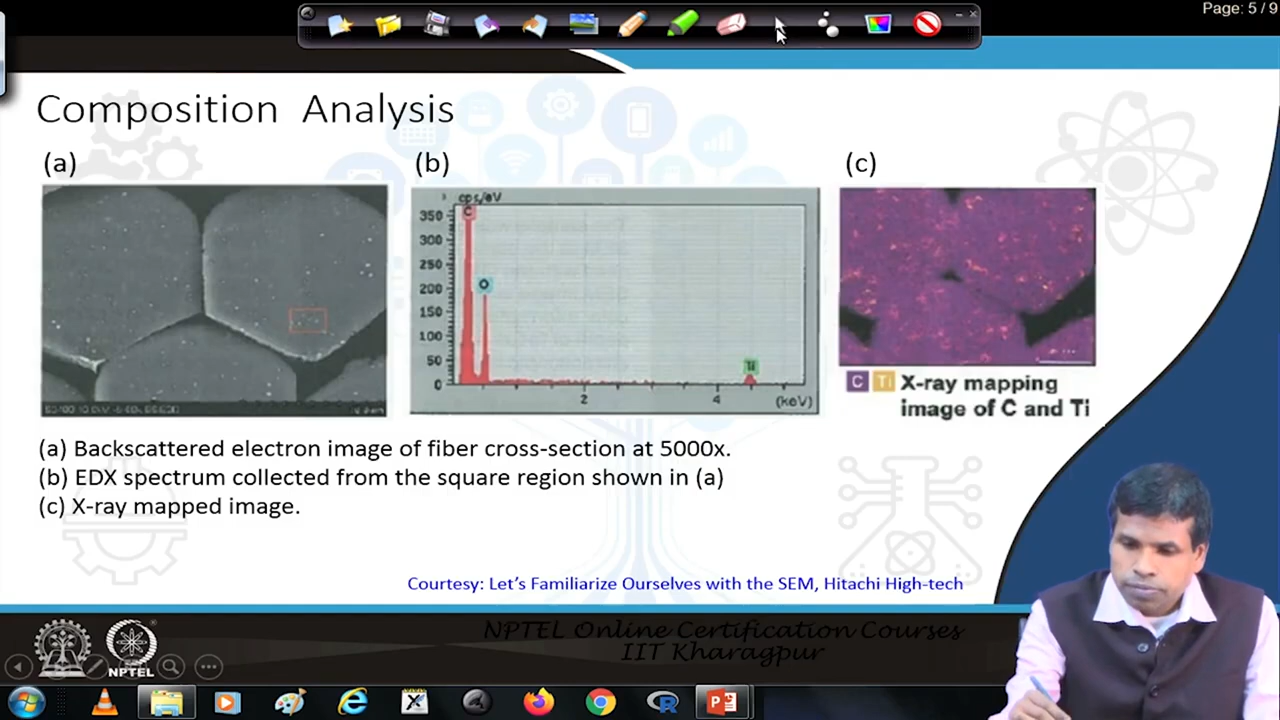 Page: 5 / 9
Composition Analysis
(a)
(b)
(c)
cps/eV
350
300
250
200
150
100
50
0
C
O
Ti
2
4
(keV)
C Ti X-ray mapping
image of C and Ti
(a) Backscattered electron image of fiber cross-section at 5000x.
(b) EDX spectrum collected from the square region shown in (a)
(c) X-ray mapped image.
Courtesy: Let's Familiarize Ourselves with the SEM, Hitachi High-tech
NPTEL Online Certification Courses
IIT Kharagpur
NPTEL